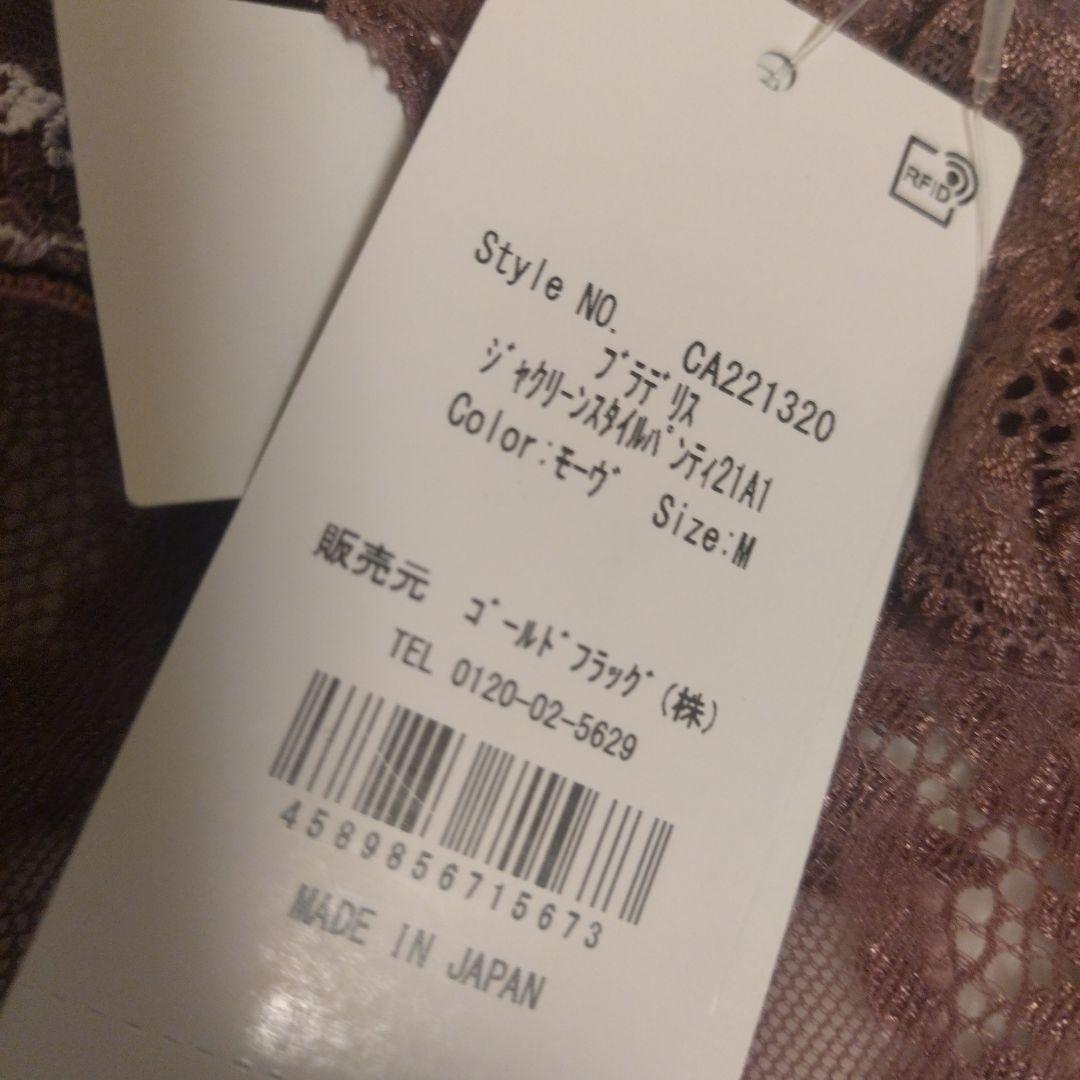 RFID
Style NO. CA221320
ﾌﾞﾗﾃﾞﾘｽ
ｼﾞｬｸﾘｰﾝｽﾀｲﾙﾊﾟﾝﾃｨ21A1
Color:ﾓｰｳﾞ Size:M
販売元 ｺﾞｰﾙﾄﾞﾌﾗｯｸﾞ(株)
TEL 0120-02-5629
4589856715673
MADE IN JAPAN